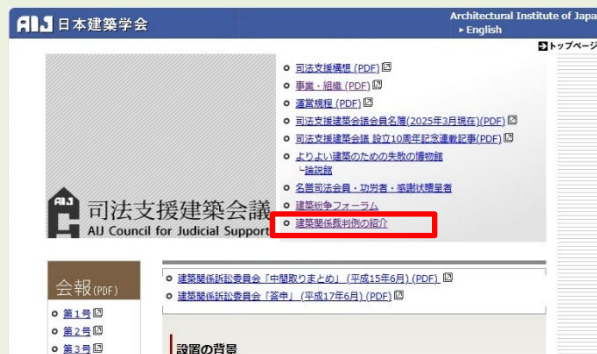 AIJ 日本建築学会
Architectural Institute of Japa
English
トップページ
司法支援構想 (PDF)
事業・組織 (PDF)
運営規程 (PDF)
司法支援建築会議会員名簿(2025年3月現在)(PDF)
司法支援建築会議 設立10周年記念連載記事(PDF)
よりよい建築のための失敗の博物館
└論説館
名誉司法会員・功労者・感謝状贈呈者
建築紛争フォーラム
建築関係裁判例の紹介
AIJ
司法支援建築会議
AIJ Council for Judicial Support
会報(PDF)
第1号
第2号
第3号
建築関係訴訟委員会「中間取りまとめ」 (平成15年6月) (PDF)
建築関係訴訟委員会「答申」 (平成17年6月) (PDF)
設置の背景